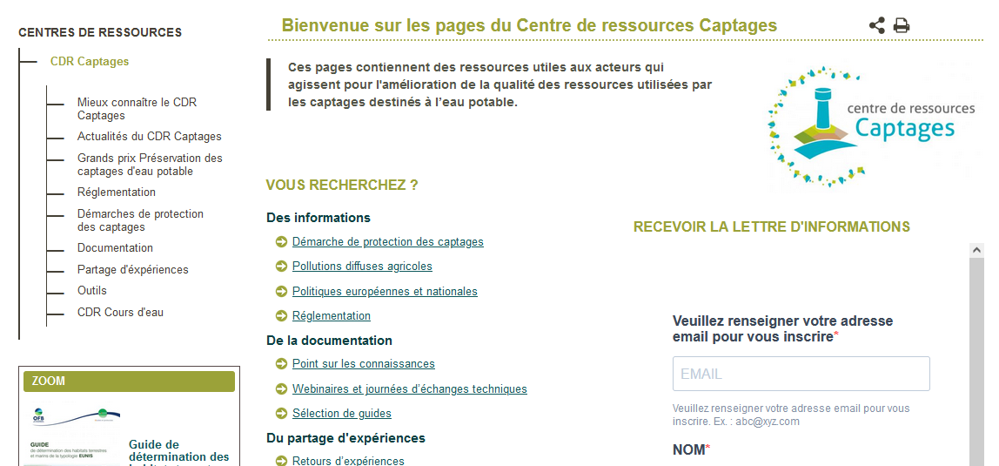 CENTRES DE RESSOURCES
CDR Captages
Mieux connaître le CDR
Captages
Actualités du CDR Captages
Grands prix Préservation des
captages d'eau potable
Réglementation
Démarches de protection
des captages
Documentation
Partage d'éxpériences
Outils
CDR Cours d'eau
ZOOM
OFB
GUIDE
de détermination des habitats terrestres
et marins de la typologie EUNIS
Guide de
détermination des
Bienvenue sur les pages du Centre de ressources Captages
Ces pages contiennent des ressources utiles aux acteurs qui
agissent pour l'amélioration de la qualité des ressources utilisées par
les captages destinés à l’eau potable.
centre de ressources
Captages
VOUS RECHERCHEZ ?
Des informations
Démarche de protection des captages
Pollutions diffuses agricoles
Politiques européennes et nationales
Réglementation
De la documentation
Point sur les connaissances
Webinaires et journées d’échanges techniques
Sélection de guides
Du partage d'expériences
Retours d’expériences
RECEVOIR LA LETTRE D'INFORMATIONS
Veuillez renseigner votre adresse
email pour vous inscrire*
EMAIL
Veuillez renseigner votre adresse email pour vous
inscrire. Ex. : abc@xyz.com
NOM*